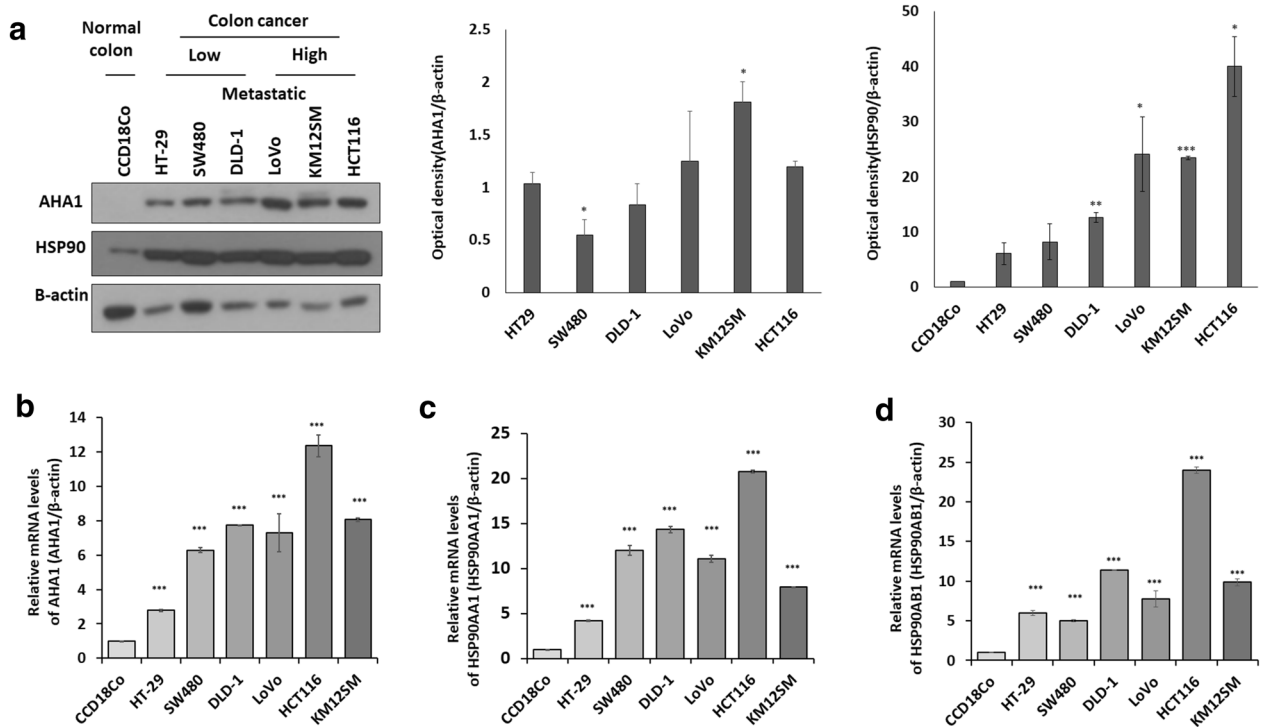 a
Normal
colon
Colon cancer
Low
High
Metastatic
CCD18Co
HT-29
SW480
DLD-1
LoVo
KM12SM
HCT116
AHA1
HSP90
B-actin
Optical density(AHA1/β-actin
2.5
2
1.5
1
0.5
0
*
*
HT29
SW480
DLD-1
LoVo
KM12SM
HCT116
Optical density(HSP90/β-actin
50
40
30
20
10
0
**
*
***
*
CCD18Co
HT29
SW480
DLD-1
LoVo
KM12SM
HCT116
b
Relative mRNA levels
of AHA1 (AHA1/β-actin)
14
12
10
8
6
4
2
0
***
***
***
***
***
***
CCD18Co
HT-29
SW480
DLD-1
LoVo
HCT116
KM12SM
c
Relative mRNA levels
of HSP90AA1 (HSP90AA1/β-actin)
25
20
15
10
5
0
***
***
***
***
***
***
CCD18Co
HT-29
SW480
DLD-1
LoVo
HCT116
KM12SM
d
Relative mRNA levels
of HSP90AB1 (HSP90AB1/β-actin)
30
25
20
15
10
5
0
***
***
***
***
***
***
CCD18Co
HT-29
SW480
DLD-1
LoVo
HCT116
KM12SM